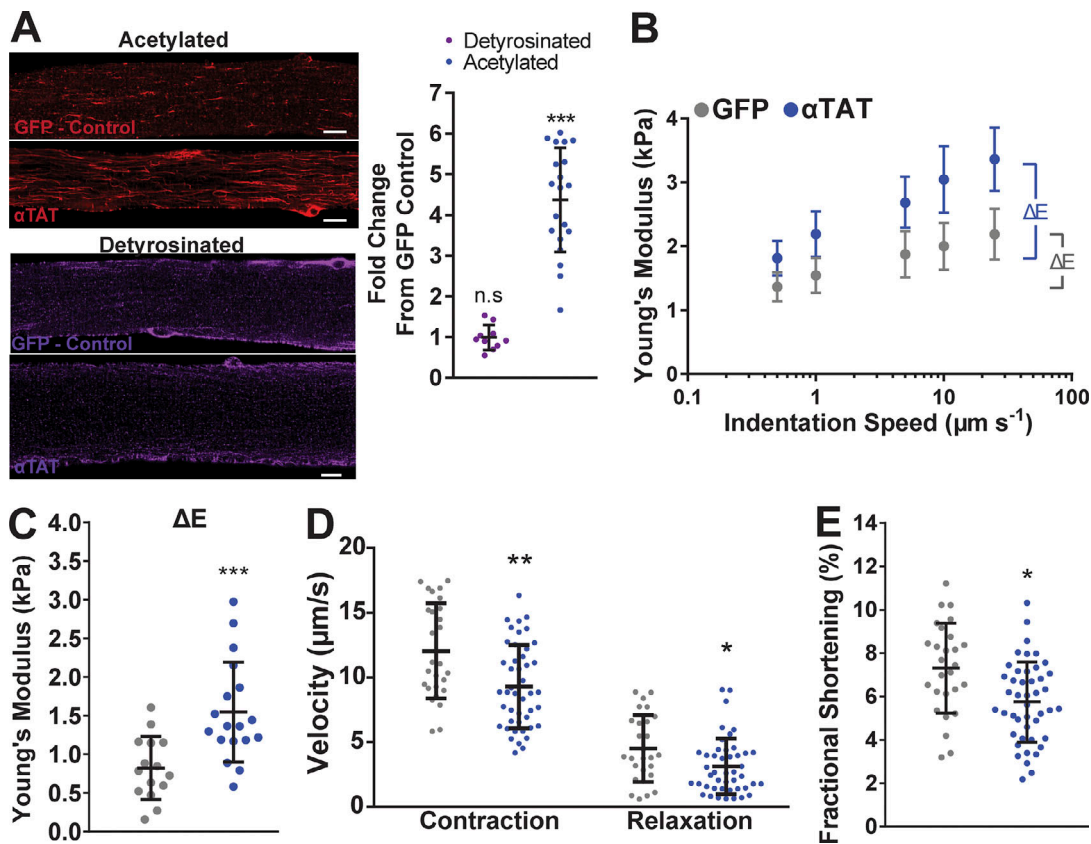 A
Acetylated
GFP - Control
αTAT
Detyrosinated
GFP - Control
αTAT
Detyrosinated
Acetylated
Fold Change
From GFP Control
7
6
5
4
3
2
1
0
n.s
***
B
GFP
αTAT
Young's Modulus (kPa)
4
3
2
1
0
0.1
1
10
100
Indentation Speed (µm s-1)
ΔE
ΔE
C
ΔE
Young's Modulus (kPa)
4.0
3.5
3.0
2.5
2.0
1.5
1.0
0.5
0.0
***
D
Velocity (µm/s)
20
15
10
5
0
**
*
Contraction
Relaxation
E
Fractional Shortening (%)
14
12
10
8
6
4
2
0
*